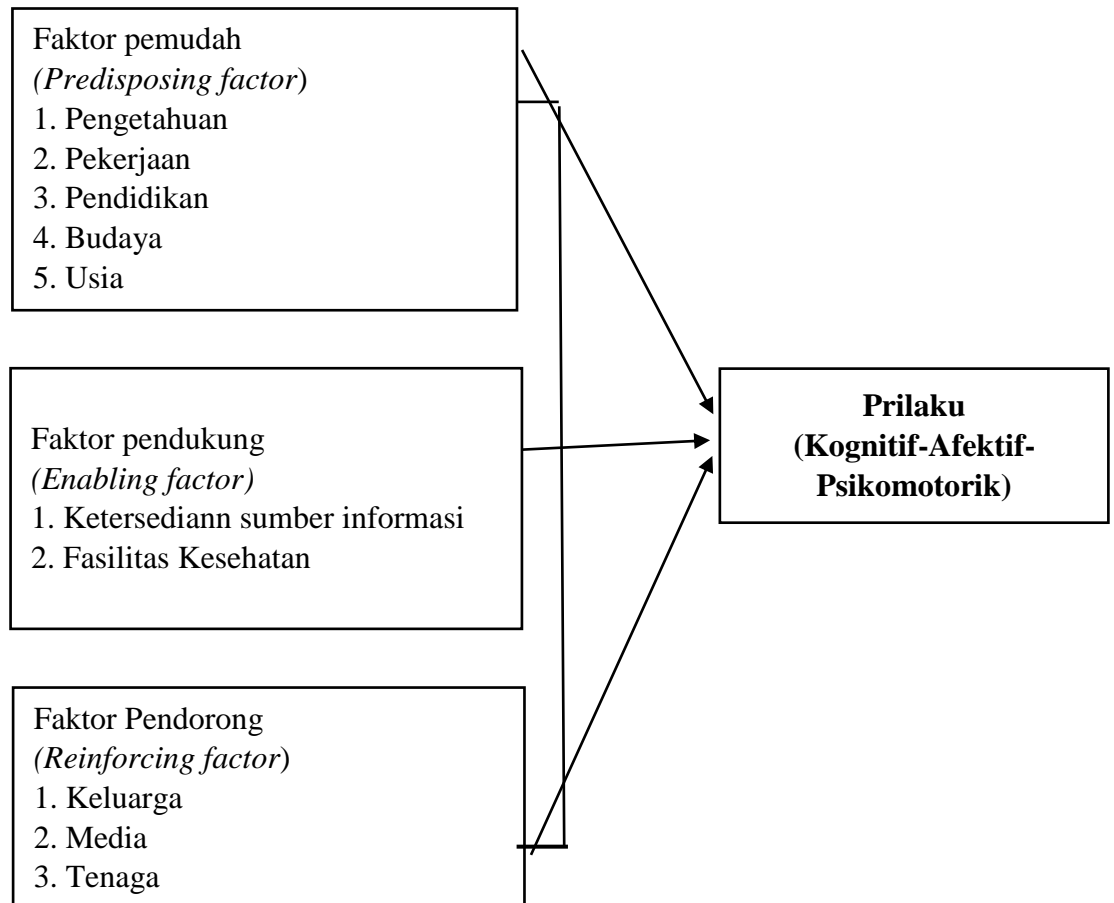 Faktor pemudah
(Predisposing factor)
1. Pengetahuan
2. Pekerjaan
3. Pendidikan
4. Budaya
5. Usia
Faktor pendukung
(Enabling factor)
1. Ketersediann sumber informasi
2. Fasilitas Kesehatan
Faktor Pendorong
(Reinforcing factor)
1. Keluarga
2. Media
3. Tenaga
Prilaku
(Kognitif-Afektif-
Psikomotorik)